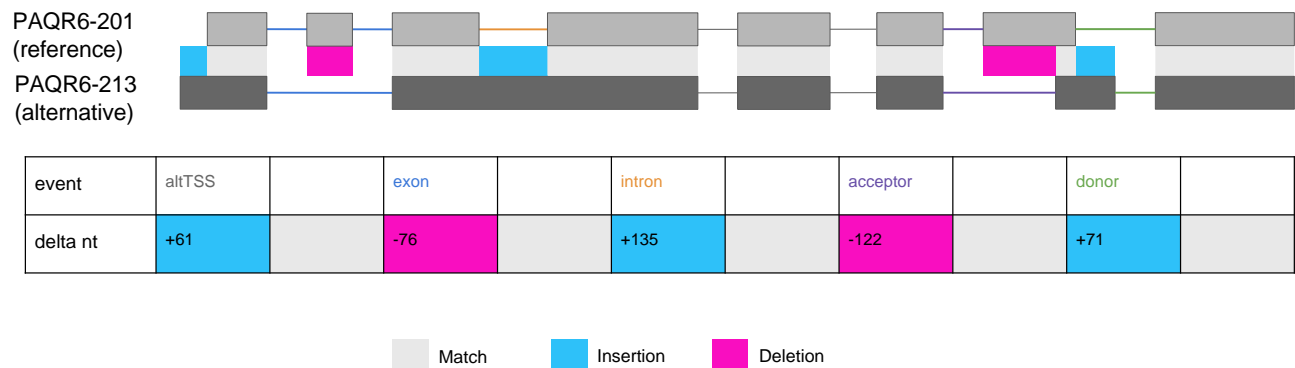 PAQR6-201
(reference)
PAQR6-213
(alternative)
event altTSS exon intron acceptor donor
delta nt +61 -76 +135 -122 +71
Match Insertion Deletion